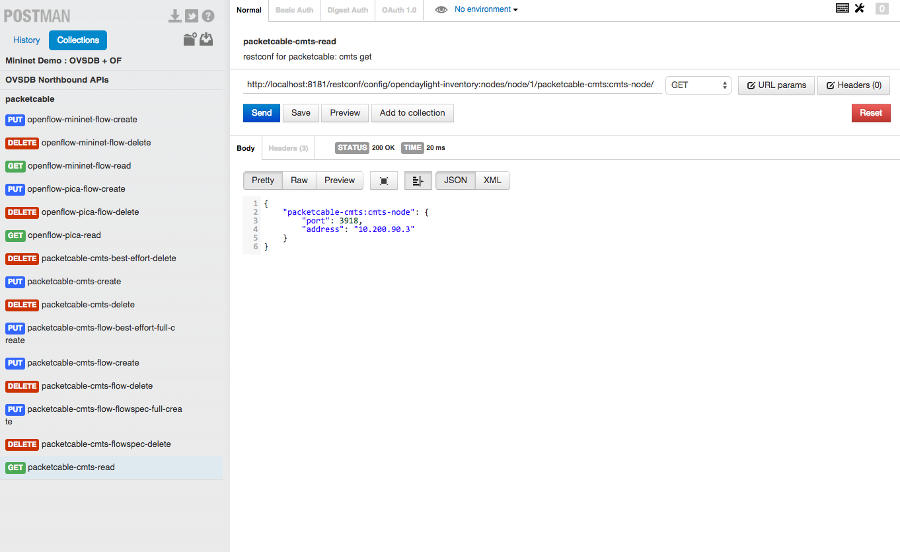 POSTMAN
History
Collections
Mininet Demo : OVSDB + OF
OVSDB Northbound APIs
packetcable
PUT openflow-mininet-flow-create
DELETE openflow-mininet-flow-delete
GET openflow-mininet-flow-read
PUT openflow-pica-flow-create
DELETE openflow-pica-flow-delete
GET openflow-pica-read
DELETE packetcable-cmts-best-effort-delete
PUT packetcable-cmts-create
DELETE packetcable-cmts-delete
PUT packetcable-cmts-flow-best-effort-full-c
reate
PUT packetcable-cmts-flow-create
DELETE packetcable-cmts-flow-delete
PUT packetcable-cmts-flow-flowspec-full-crea
te
DELETE packetcable-cmts-flowspec-delete
GET packetcable-cmts-read
Normal Basic Auth Digest Auth OAuth 1.0 No environment 0
packetcable-cmts-read
restconf for packetable: cmts get
http://localhost:8181/restconf/config/opendaylight-inventory:nodes/node/1/packetcable-cmts:cmts-node/ GET URL params Headers (0)
Send Save Preview Add to collection Reset
Body Headers (3) STATUS 200 OK TIME 20 ms
Pretty Raw Preview JSON XML
1 {
2 "packetcable-cmts:cmts-node": {
3 "port": 3918,
4 "address": "10.200.90.3"
5 }
6 }